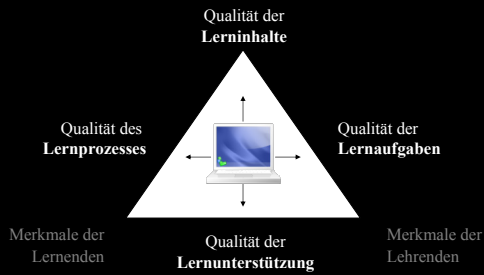 Qualität der
Lerninhalte
Qualität des
Lernprozesses
Qualität der
Lernaufgaben
Merkmale der
Lernenden
Qualität der
Lernunterstützung
Merkmale der
Lehrenden